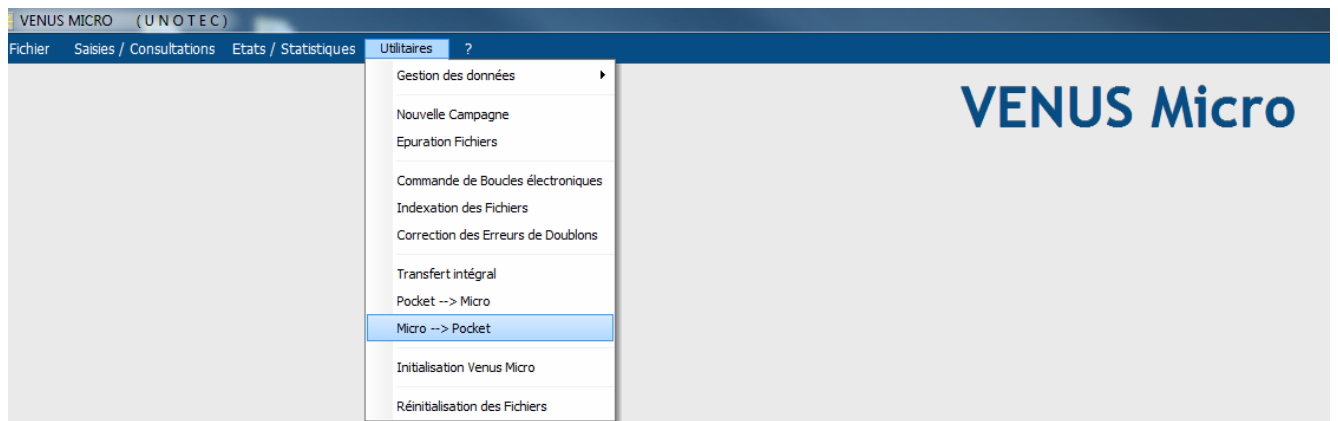 VENUS MICRO (U N O T E C)
Fichier Saisies / Consultations Etats / Statistiques Utilitaires ?
Gestion des données
VENUS Micro
Nouvelle Campagne
Epuration Fichiers
Commande de Boucles électroniques
Indexation des Fichiers
Correction des Erreurs de Doublons
Transfert intégral
Pocket --> Micro
Micro --> Pocket
Initialisation Venus Micro
Réinitialisation des Fichiers